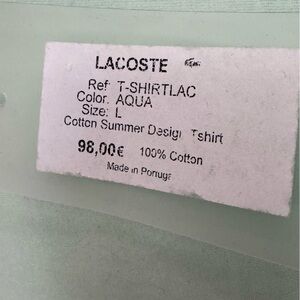 LACOSTE
Ref: T-SHIRTLAC
Color: AQUA
Size: L
Cotton Summer Design Tshirt
98,00€ 100% Cotton
Made in Portugal